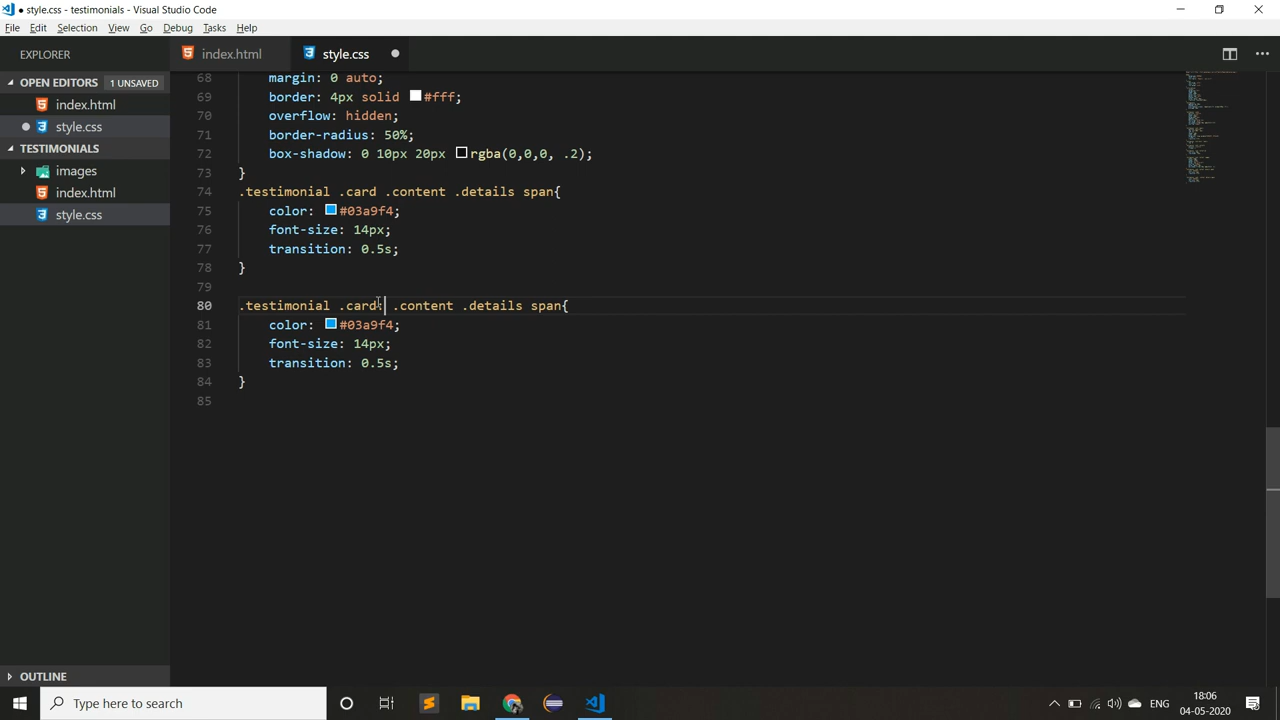 style.css - testimonials - Visual Studio Code
File Edit Selection View Go Debug Tasks Help
EXPLORER
OPEN EDITORS 1 UNSAVED
index.html
style.css
TESTIMONIALS
images
index.html
style.css
OUTLINE
index.html style.css
68 margin: 0 auto;
69 border: 4px solid #fff;
70 overflow: hidden;
71 border-radius: 50%;
72 box-shadow: 0 10px 20px rgba(0,0,0, .2);
73 }
74 .testimonial .card .content .details span{
75 color: #03a9f4;
76 font-size: 14px;
77 transition: 0.5s;
78 }
79
80 .testimonial .card: .content .details span{
81 color: #03a9f4;
82 font-size: 14px;
83 transition: 0.5s;
84 }
85
Type here to search
ENG
18:06
04-05-2020